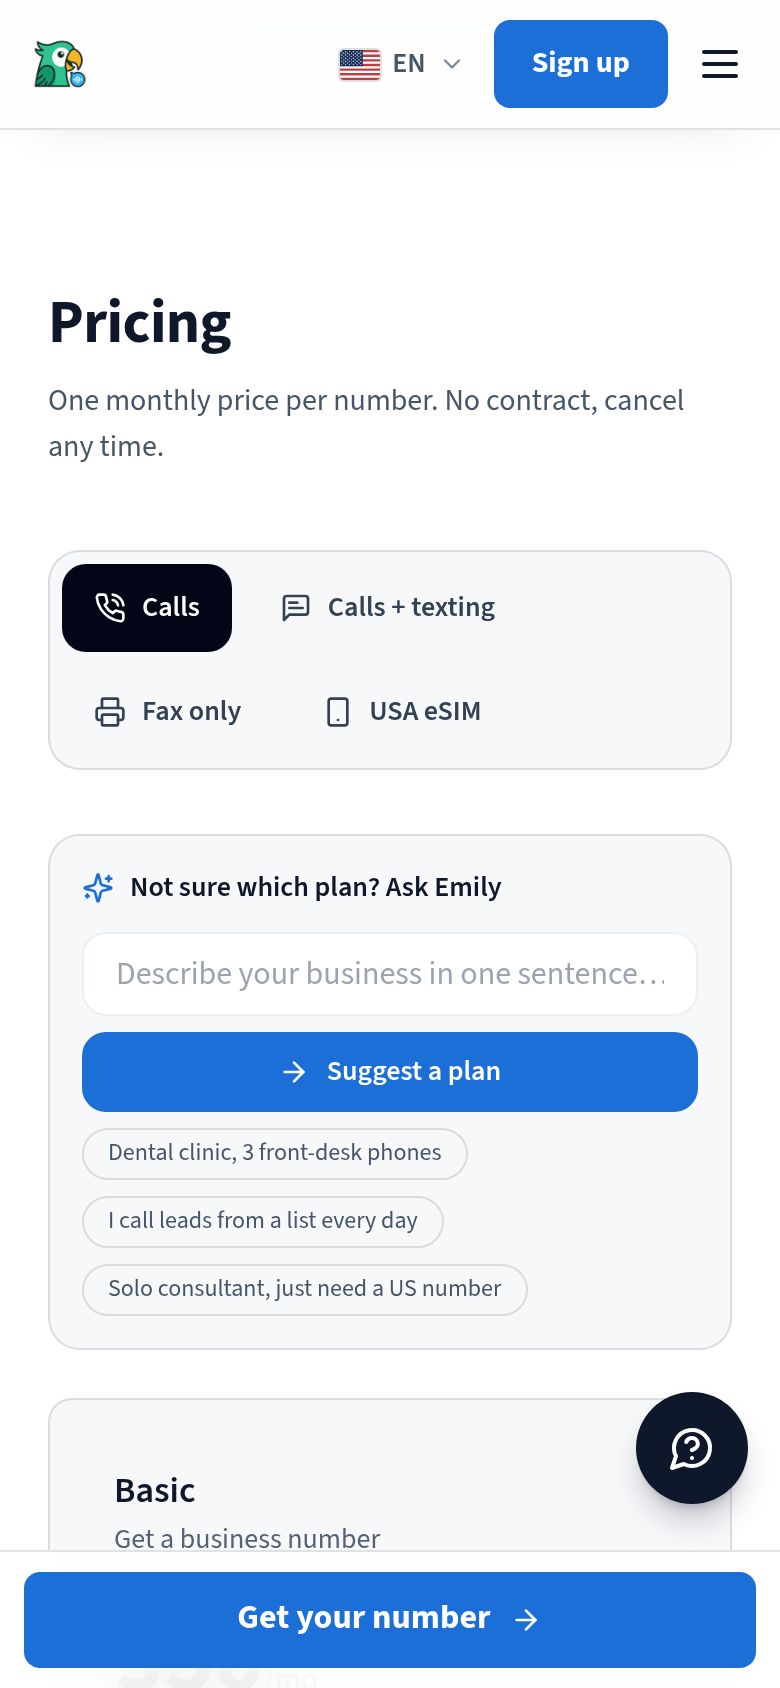 EN
Sign up
Pricing
One monthly price per number. No contract, cancel
any time.
Calls
Calls + texting
Fax only
USA eSIM
Not sure which plan? Ask Emily
Describe your business in one sentence…
Suggest a plan
Dental clinic, 3 front-desk phones
I call leads from a list every day
Solo consultant, just need a US number
Basic
Get a business number
Get your number
/mo